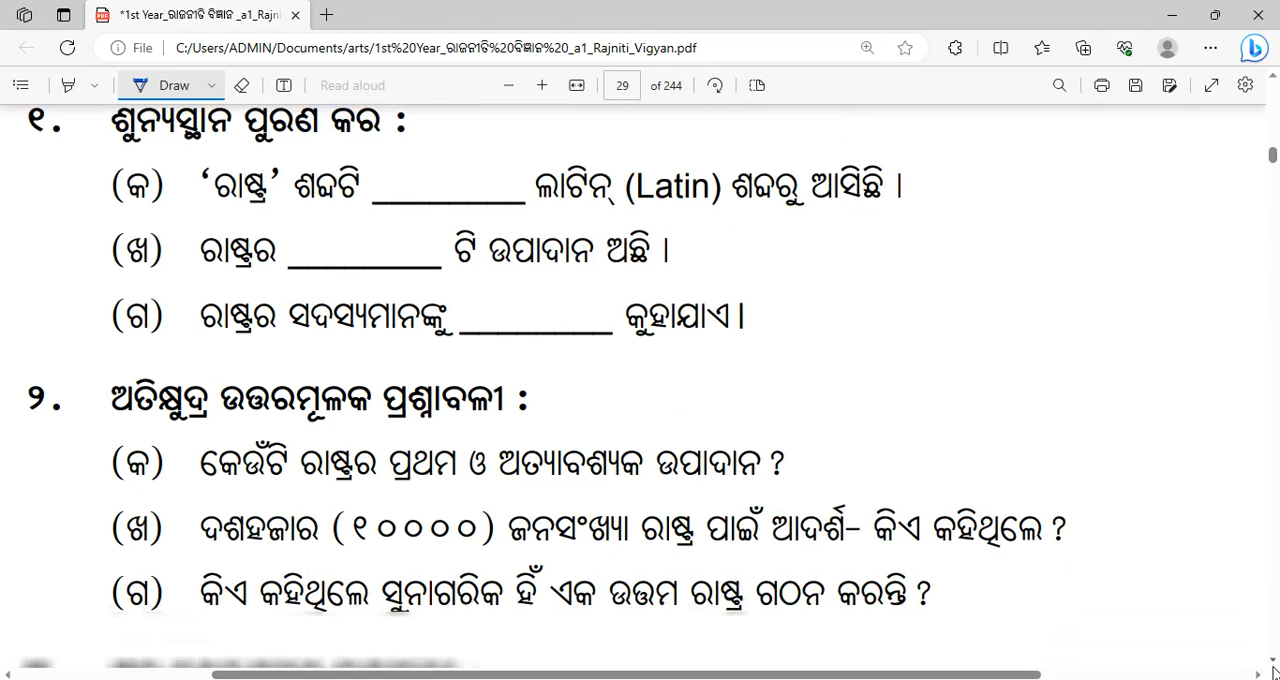 *1st Year_ରାଜନୀତି ବିଜ୍ଞାନ _a1_Rajni
File C:/Users/ADMIN/Documents/arts/1st%20Year_ରାଜନୀତି%20ବିଜ୍ଞାନ%20_a1_Rajniti_Vigyan.pdf
Draw Read aloud 29 of 244
୧. ଶୂନ୍ୟସ୍ଥାନ ପୂରଣ କର :
(କ) ‘ରାଷ୍ଟ୍ର’ ଶବ୍ଦଟି ________ ଲାଟିନ୍ (Latin) ଶବ୍ଦରୁ ଆସିଛି ।
(ଖ) ରାଷ୍ଟ୍ରର ________ ଟି ଉପାଦାନ ଅଛି ।
(ଗ) ରାଷ୍ଟ୍ରର ସଦସ୍ୟମାନଙ୍କୁ ________ କୁହାଯାଏ।
୨. ଅତିକ୍ଷୁଦ୍ର ଉତ୍ତରମୂଳକ ପ୍ରଶ୍ନାବଳୀ :
(କ) କେଉଁଟି ରାଷ୍ଟ୍ରର ପ୍ରଥମ ଓ ଅତ୍ୟାବଶ୍ୟକ ଉପାଦାନ ?
(ଖ) ଦଶହଜାର (୧୦୦୦୦) ଜନସଂଖ୍ୟା ରାଷ୍ଟ୍ର ପାଇଁ ଆଦର୍ଶ– କିଏ କହିଥିଲେ ?
(ଗ) କିଏ କହିଥିଲେ ସୁନାଗରିକ ହିଁ ଏକ ଉତ୍ତମ ରାଷ୍ଟ୍ର ଗଠନ କରନ୍ତି ?